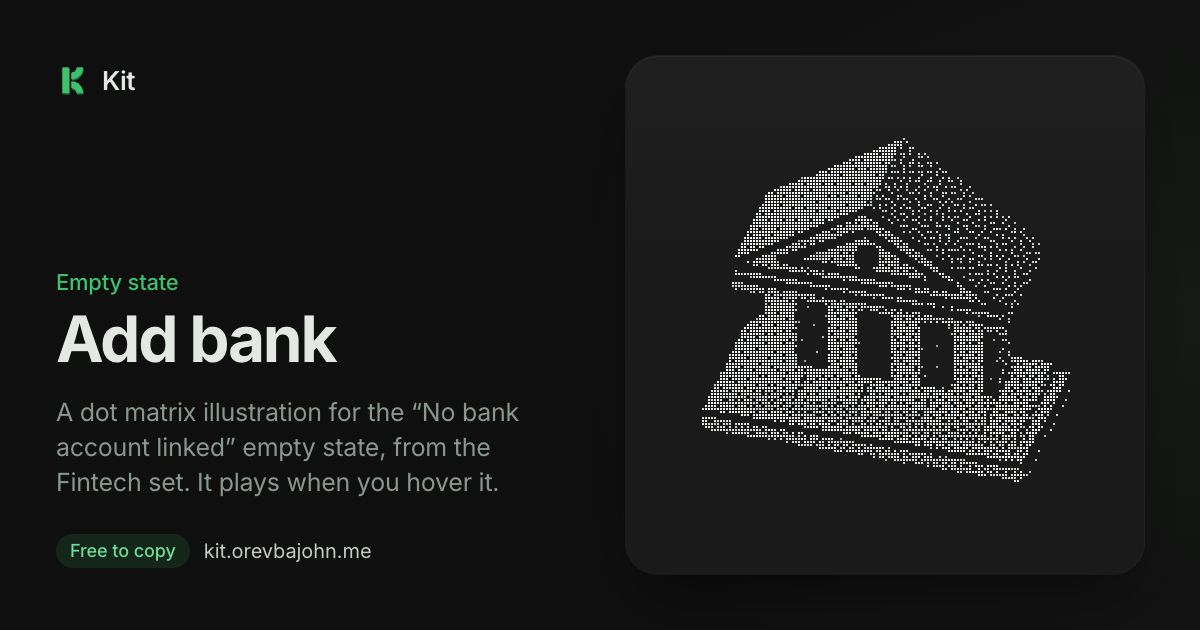 Kit
Empty state
Add bank
A dot matrix illustration for the “No bank
account linked” empty state, from the
Fintech set. It plays when you hover it.
Free to copy
kit.orevbajohn.me